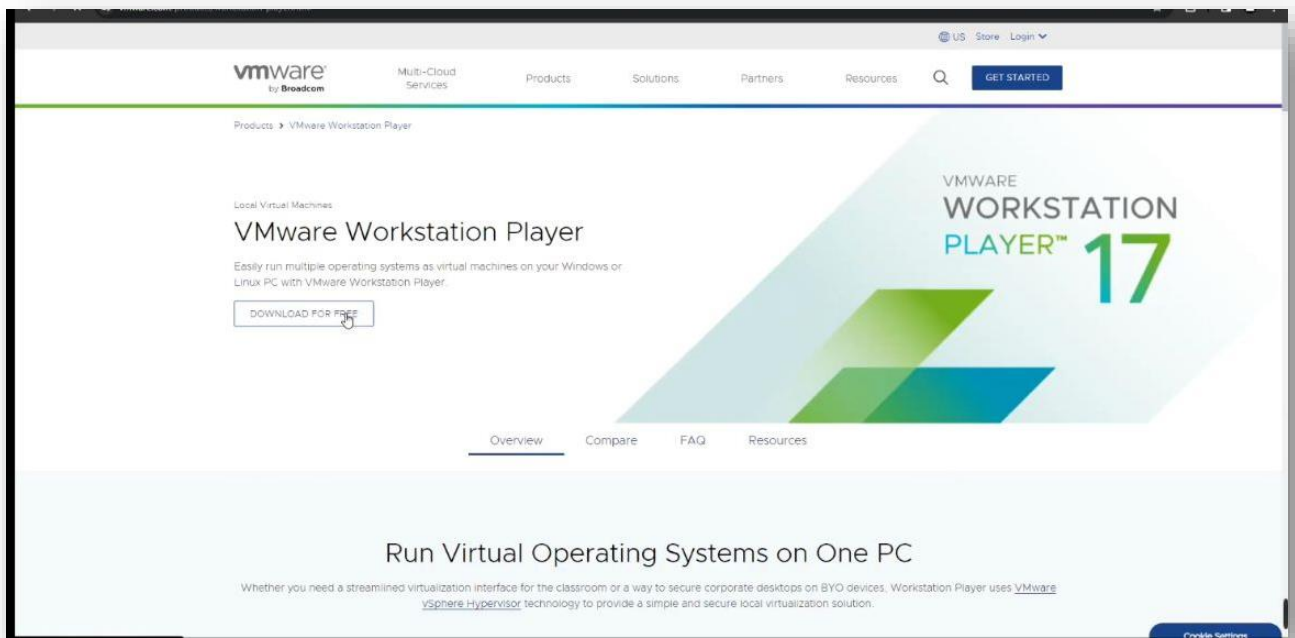 US Store Login
vmware
by Broadcom
Multi-Cloud
Services
Products
Solutions
Partners
Resources
GET STARTED
Products > VMware Workstation Player
Local Virtual Machines
VMware Workstation Player
Easily run multiple operating systems as virtual machines on your Windows or
Linux PC with VMware Workstation Player.
DOWNLOAD FOR FREE
VMWARE
WORKSTATION
PLAYER™ 17
Overview Compare FAQ Resources
Run Virtual Operating Systems on One PC
Whether you need a streamlined virtualization interface for the classroom or a way to secure corporate desktops on BYO devices, Workstation Player uses VMware
vSphere Hypervisor technology to provide a simple and secure local virtualization solution.
Cookie Settings